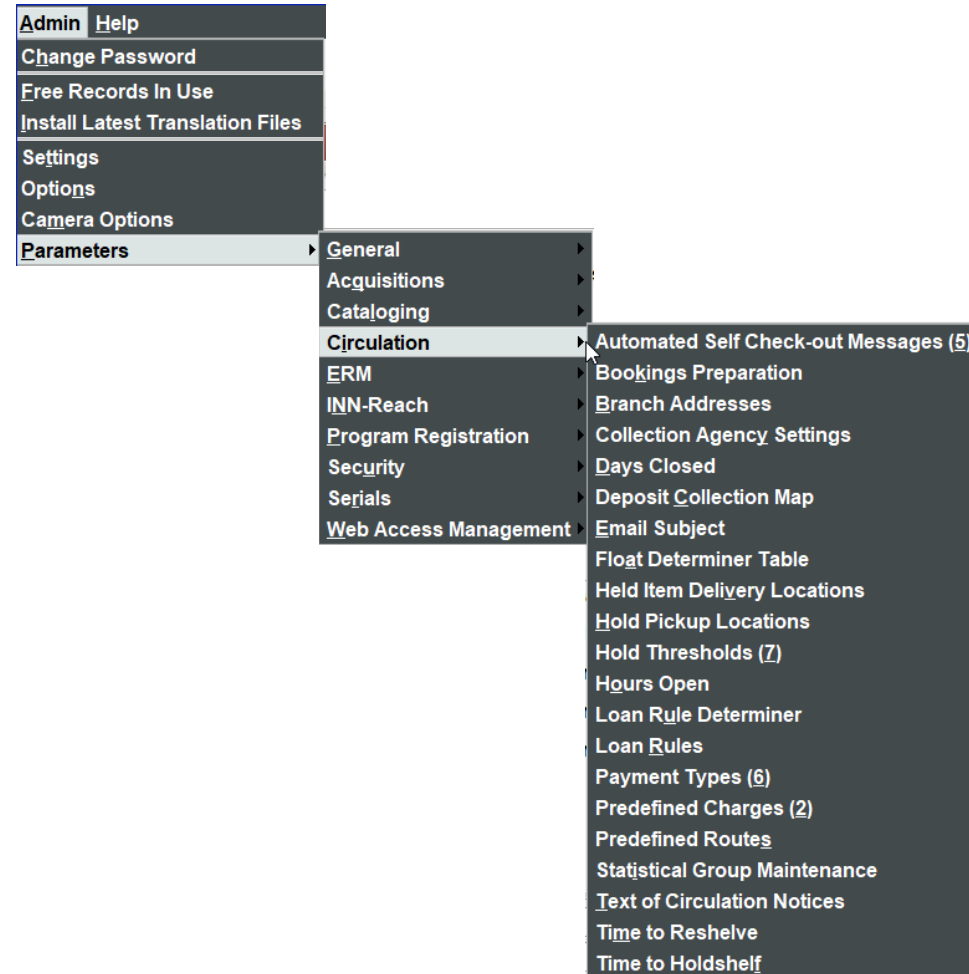 Admin Help
Change Password
Free Records In Use
Install Latest Translation Files
Settings
Options
Camera Options
Parameters
General
Acquisitions
Cataloging
Circulation
ERM
INN-Reach
Program Registration
Security
Serials
Web Access Management
Automated Self Check-out Messages (5)
Bookings Preparation
Branch Addresses
Collection Agency Settings
Days Closed
Deposit Collection Map
Email Subject
Float Determiner Table
Held Item Delivery Locations
Hold Pickup Locations
Hold Thresholds (7)
Hours Open
Loan Rule Determiner
Loan Rules
Payment Types (6)
Predefined Charges (2)
Predefined Routes
Statistical Group Maintenance
Text of Circulation Notices
Time to Reshelve
Time to Holdshelf